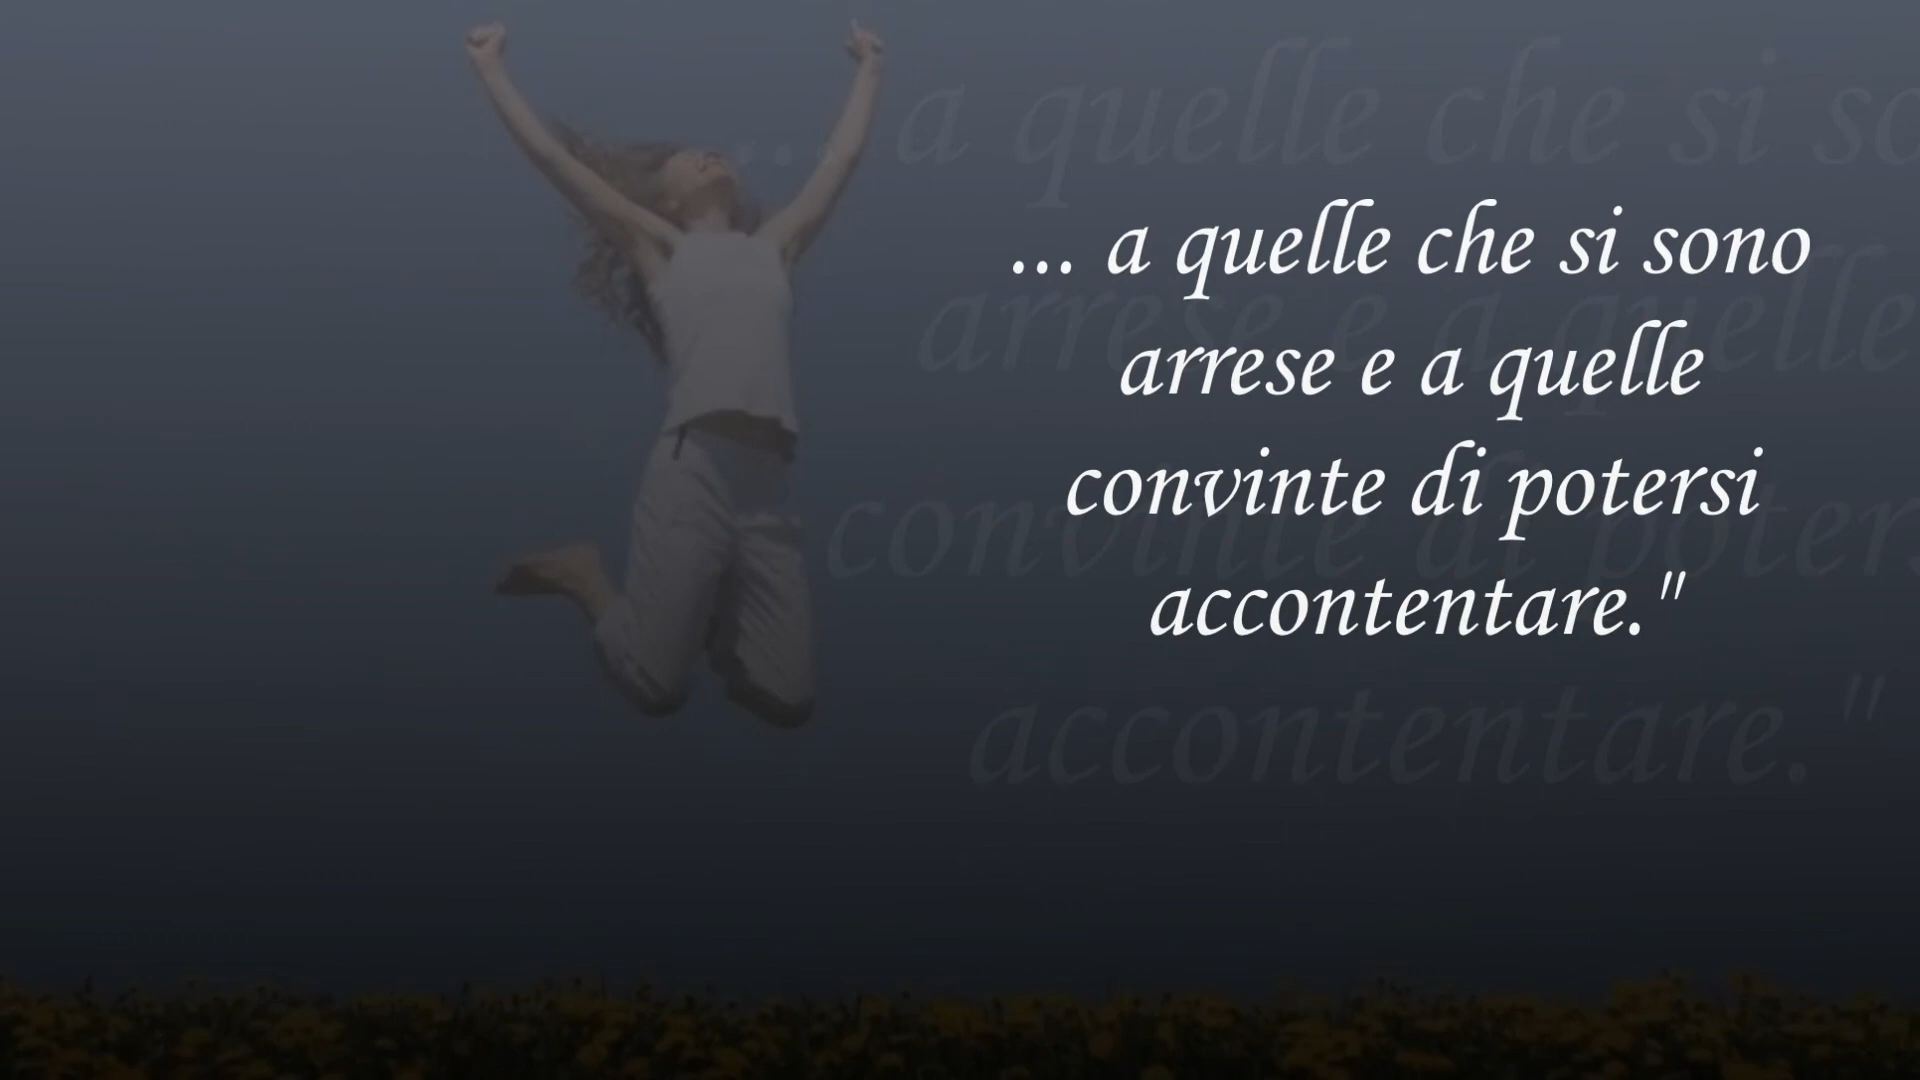 ... a quelle che si sono
arrese e a quelle
convinte di potersi
accontentare."